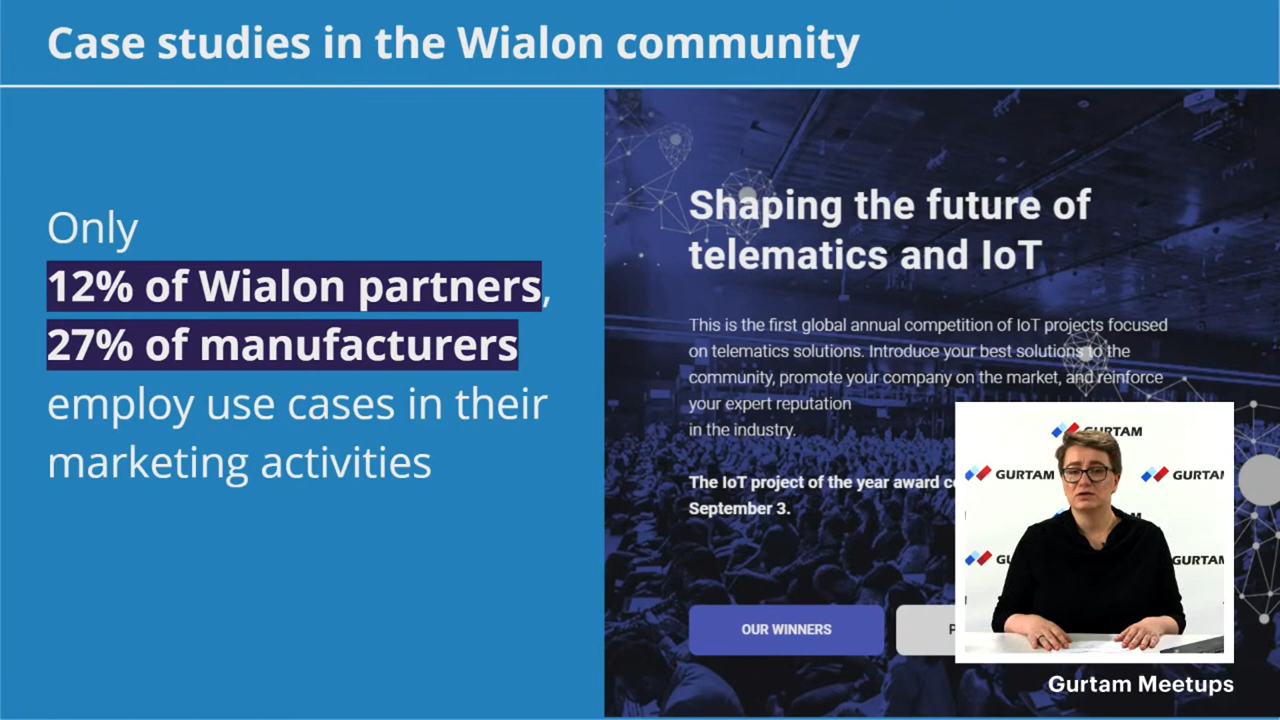 Case studies in the Wialon community
Only
12% of Wialon partners,
27% of manufacturers
employ use cases in their
marketing activities
Shaping the future of
telematics and IoT
This is the first global annual competition of IoT projects focused
on telematics solutions. Introduce your best solutions to the
community, promote your company on the market, and reinforce
your expert reputation
in the industry.
The IoT project of the year award
September 3.
OUR WINNERS
GURTAM
GURTAM
GURTAM
GURTAM
Gurtam Meetups